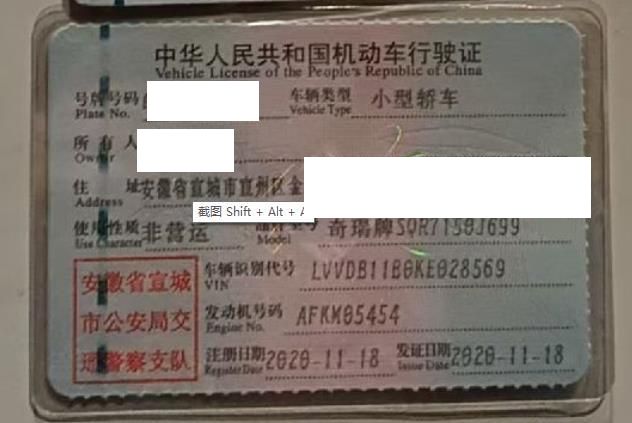 中华人民共和国机动车行驶证
Vehicle License of the People's Republic of China
号牌号码
Plate No.
车辆类型 小型轿车
Vehicle Type
所有人
Owner
住 址 安徽省宣城市宣州区金
Address
截图 Shift + Alt + A
使用性质 非营运
Use Character
型号 奇瑞牌SQR7150J699
Model
安徽省宣城
市公安局交
通警察支队
车辆识别代号 LVVDB11B0KE028569
VIN
发动机号码 AFKM05454
Engine No.
注册日期 2020-11-18 发证日期 2020-11-18
Register Date Issue Date